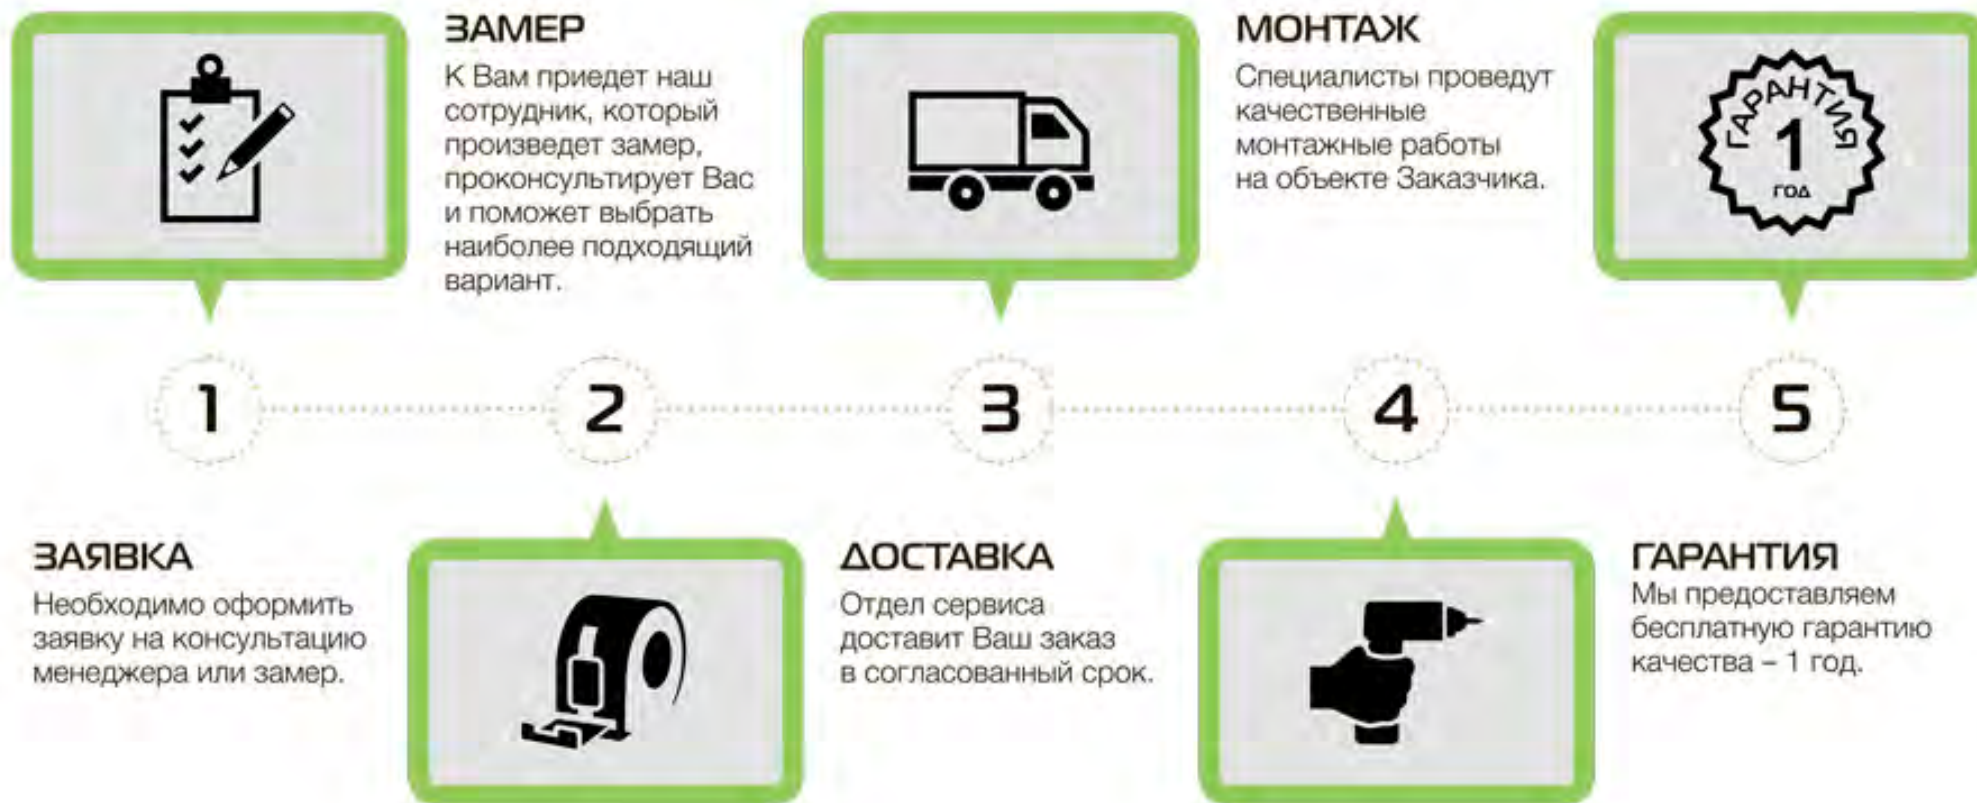 ЗАМЕР
К Вам приедет наш
сотрудник, который
произведет замер,
проконсультирует Вас
и поможет выбрать
наиболее подходящий
вариант.
МОНТАЖ
Специалисты проведут
качественные
монтажные работы
на объекте Заказчика.
ГАРАНТИЯ
1
ГОД
1
2
3
4
5
ЗАЯВКА
Необходимо оформить
заявку на консультацию
менеджера или замер.
ДОСТАВКА
Отдел сервиса
доставит Ваш заказ
в согласованный срок.
ГАРАНТИЯ
Мы предоставляем
бесплатную гарантию
качества – 1 год.